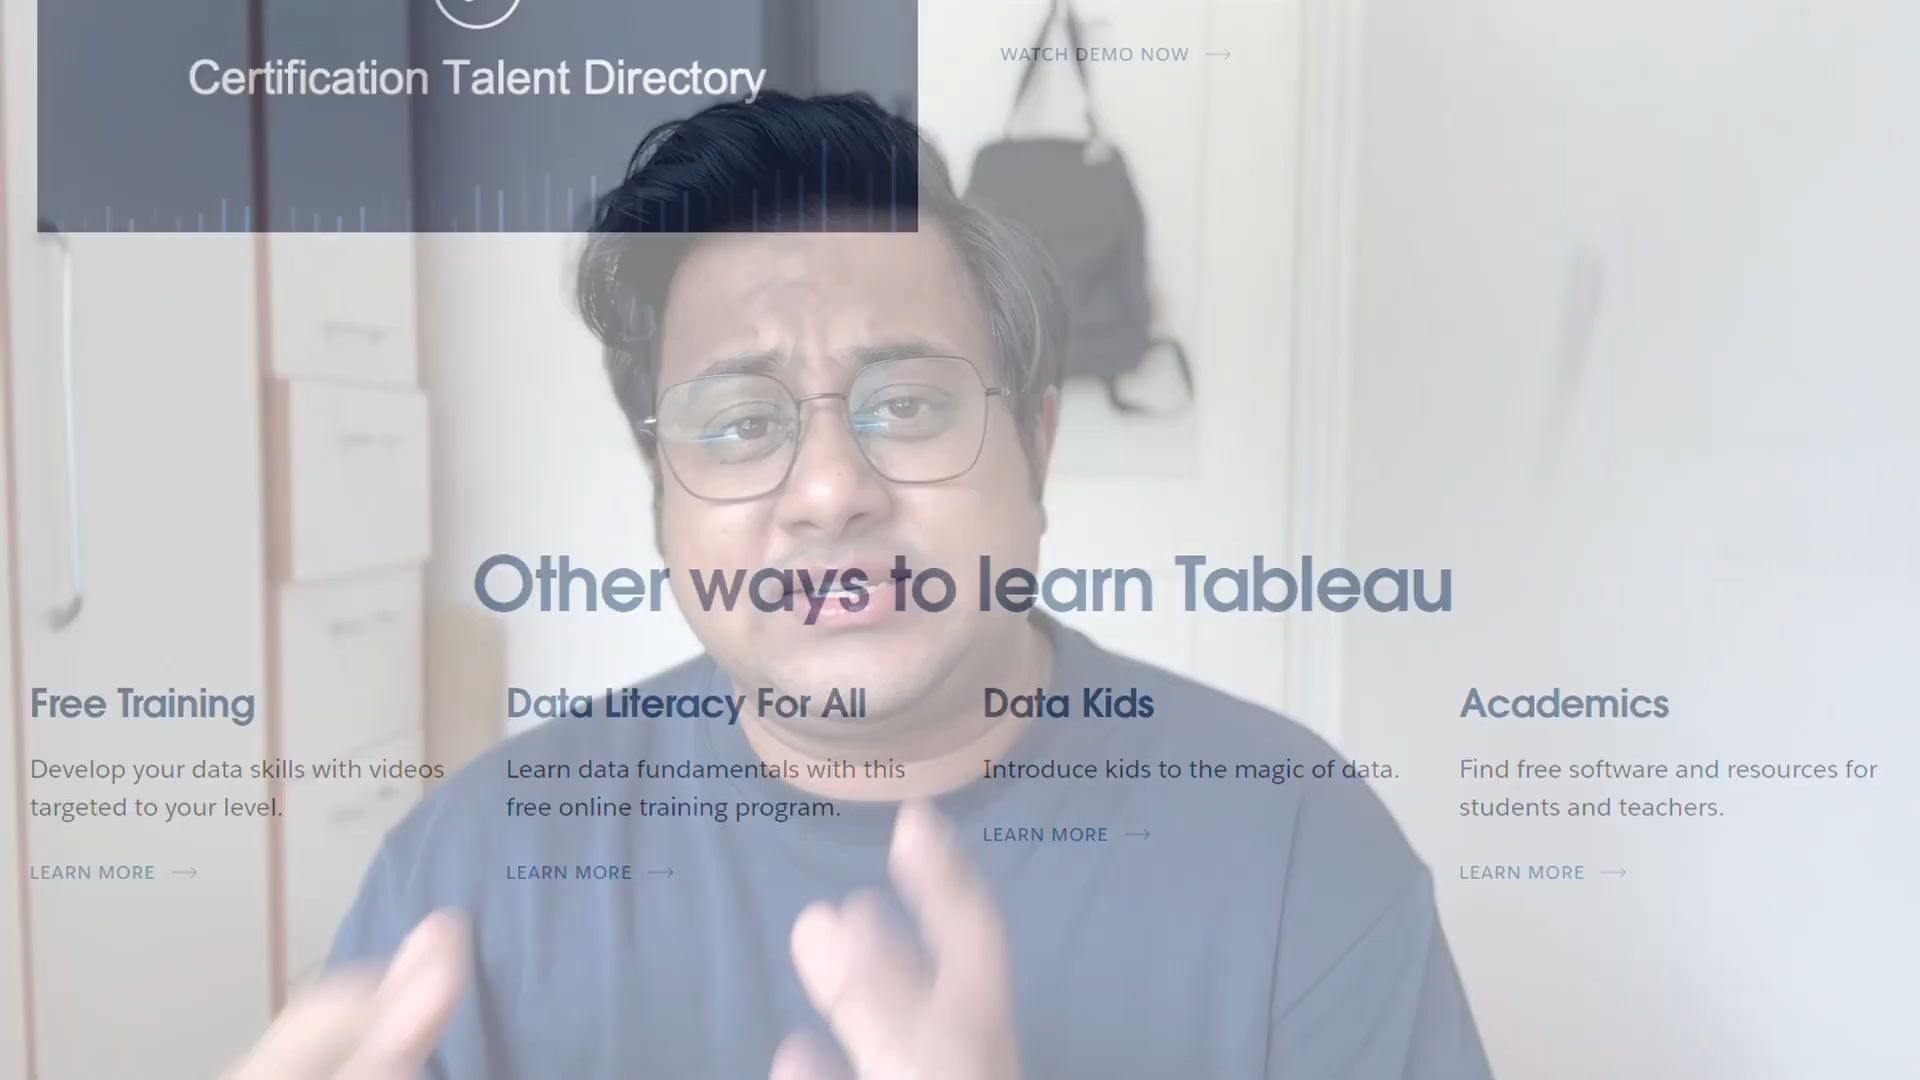 Certification Talent Directory
WATCH DEMO NOW
Other ways to learn Tableau
Free Training
Develop your data skills with videos
targeted to your level.
LEARN MORE
Data Literacy For All
Learn data fundamentals with this
free online training program.
LEARN MORE
Data Kids
Introduce kids to the magic of data.
LEARN MORE
Academics
Find free software and resources for
students and teachers.
LEARN MORE